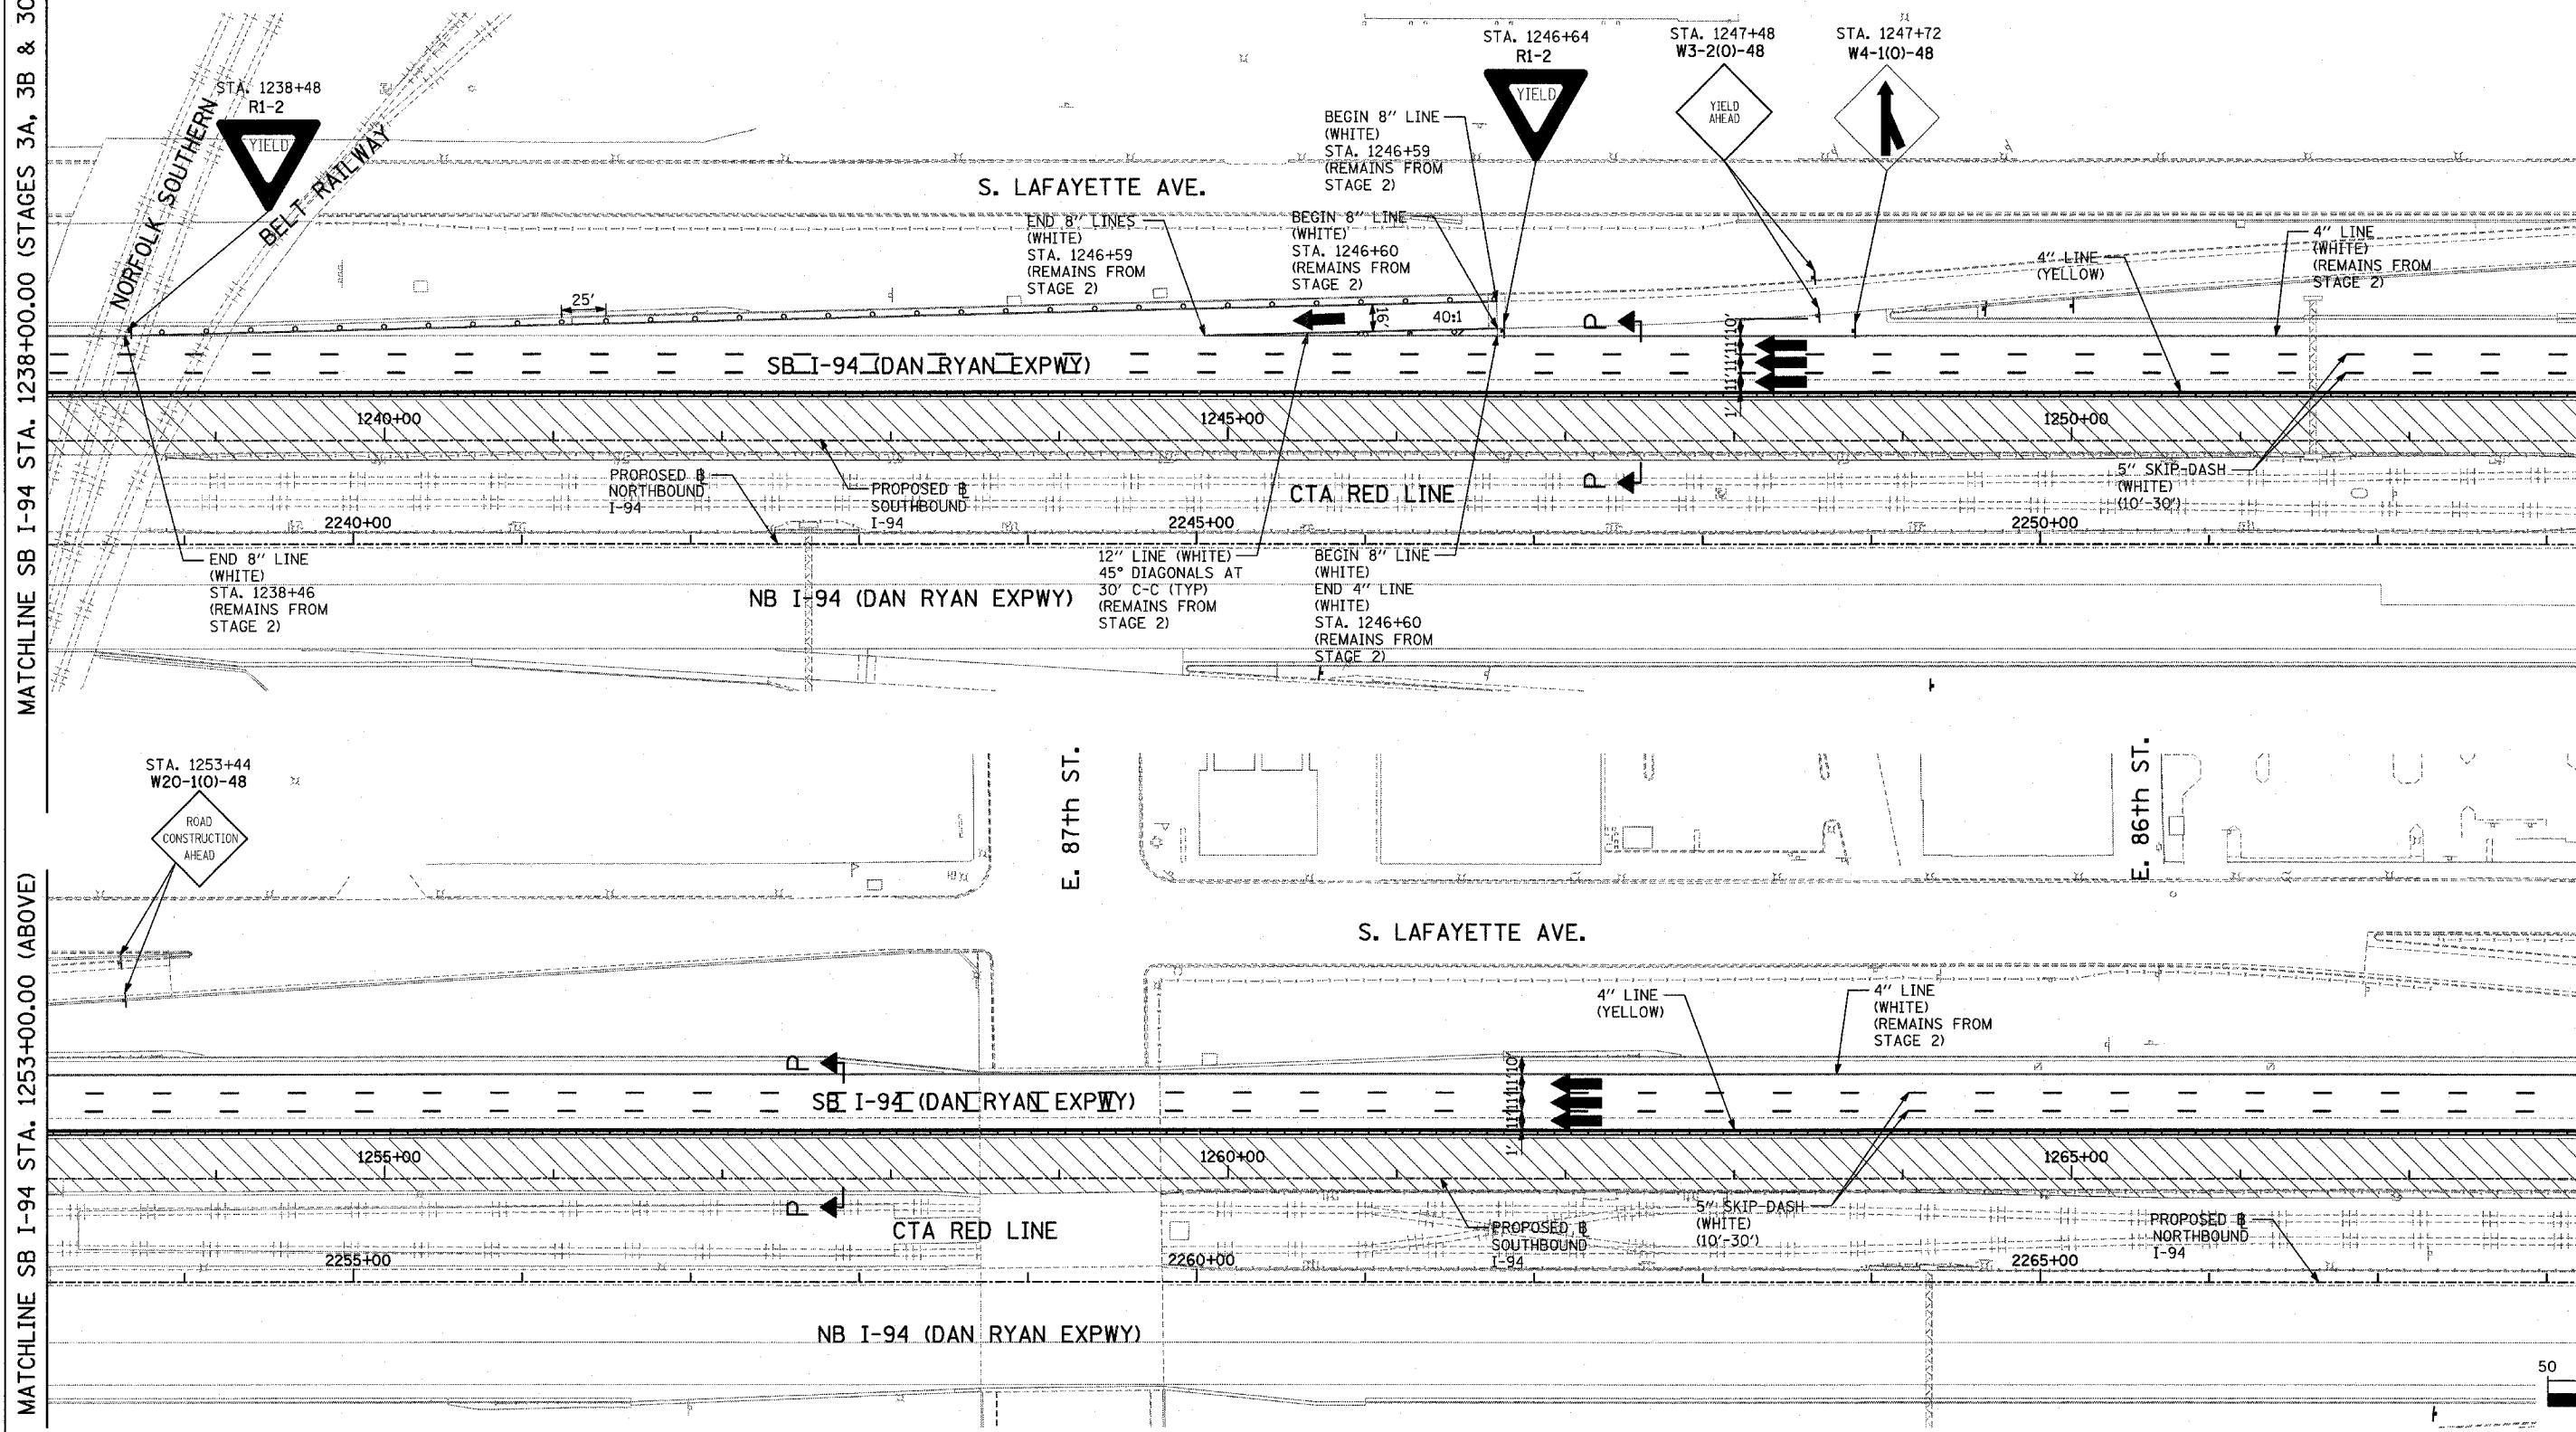 MATCHLINE SB I-94 STA. 1238+00.00 (STAGES 3A, 3B &
STA. 1238+48
R1-2
YIELD
NORFOLK SOUTHERN
BELT RAILWAY
STA. 1246+64
R1-2
YIELD
STA. 1247+48
W3-2(O)-48
YIELD
AHEAD
STA. 1247+72
W4-1(O)-48
BEGIN 8" LINE
(WHITE)
STA. 1246+59
(REMAINS FROM
STAGE 2)
S. LAFAYETTE AVE.
END 8" LINES
(WHITE)
STA. 1246+59
(REMAINS FROM
STAGE 2)
BEGIN 8" LINE
(WHITE)
STA. 1246+60
(REMAINS FROM
STAGE 2)
4" LINE
(YELLOW)
4" LINE
(WHITE)
(REMAINS FROM
STAGE 2)
25'
16'
40:1
P
10'
11'
11'
11'
1'
SB I-94 (DAN RYAN EXPWY)
1240+00
1245+00
1250+00
PROPOSED ℄
NORTHBOUND
I-94
PROPOSED ℄
SOUTHBOUND
I-94
CTA RED LINE
P
5" SKIP-DASH
(WHITE)
(10'-30')
2240+00
2245+00
2250+00
END 8" LINE
(WHITE)
STA. 1238+46
(REMAINS FROM
STAGE 2)
NB I-94 (DAN RYAN EXPWY)
12" LINE (WHITE)
45° DIAGONALS AT
30' C-C (TYP)
(REMAINS FROM
STAGE 2)
BEGIN 8" LINE
(WHITE)
END 4" LINE
(WHITE)
STA. 1246+60
(REMAINS FROM
STAGE 2)
MATCHLINE SB I-94 STA. 1253+00.00 (ABOVE)
STA. 1253+44
W20-1(O)-48
ROAD
CONSTRUCTION
AHEAD
E. 87th ST.
E. 86th ST.
S. LAFAYETTE AVE.
4" LINE
(YELLOW)
4" LINE
(WHITE)
(REMAINS FROM
STAGE 2)
P
10'
11'
11'
11'
1'
SB I-94 (DAN RYAN EXPWY)
1255+00
1260+00
1265+00
P
CTA RED LINE
PROPOSED ℄
SOUTHBOUND
I-94
5" SKIP-DASH
(WHITE)
(10'-30')
PROPOSED ℄
NORTHBOUND
I-94
2255+00
2260+00
2265+00
NB I-94 (DAN RYAN EXPWY)
50